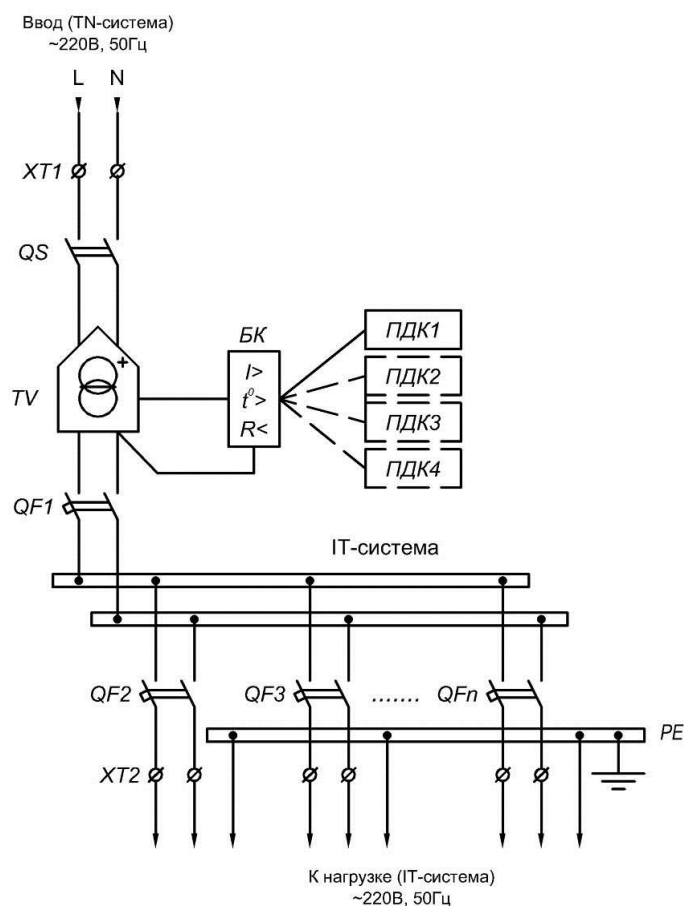 Ввод (TN-система)
~220В, 50Гц
L N
XT1
QS
БК
ПДК1
I>
ПДК2
TV
t⁰>
ПДК3
R<
ПДК4
QF1
IT-система
QF2 QF3 ....... QFn
PE
XT2
К нагрузке (IT-система)
~220В, 50Гц